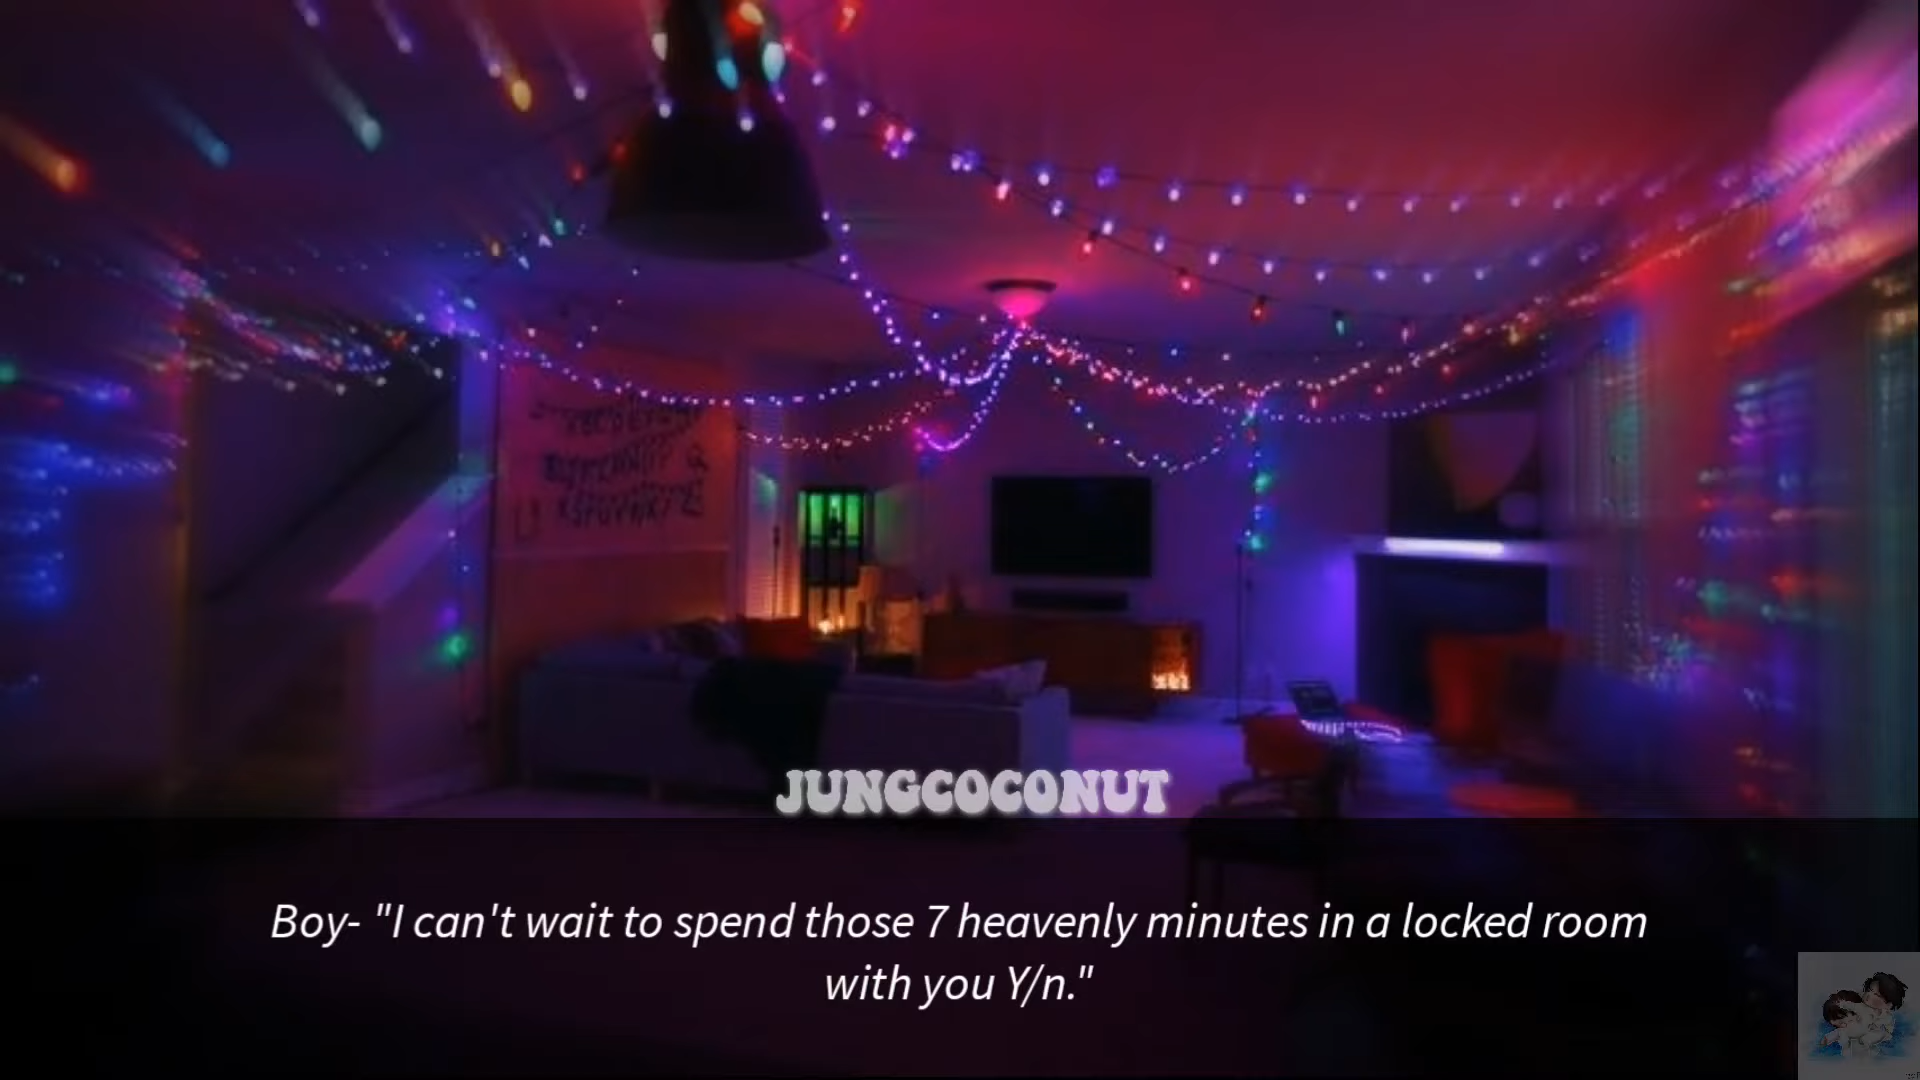 JUNGCOCONUT
Boy- "I can't wait to spend those 7 heavenly minutes in a locked room
with you Y/n."